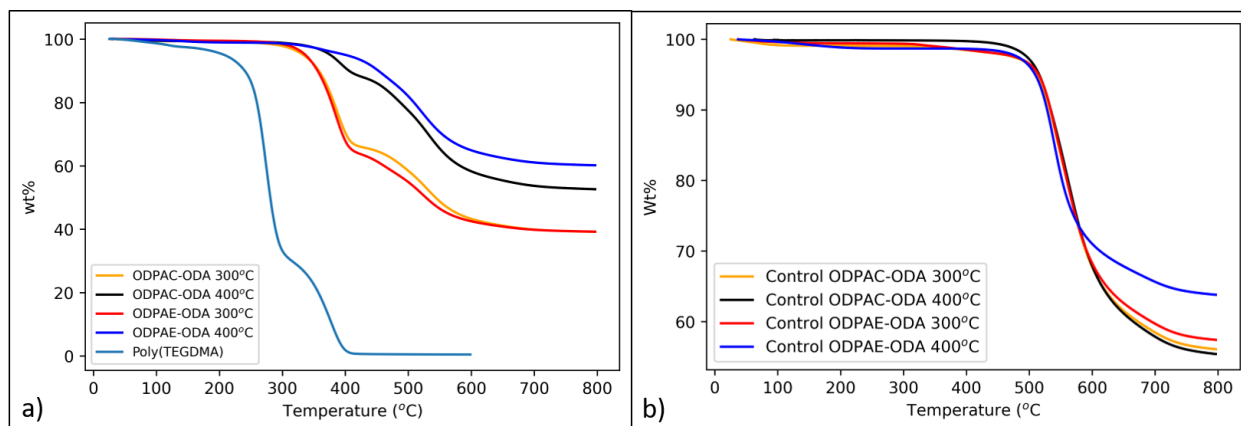 100
80
60
40
20
0
wt%
ODPAC-ODA 300°C
ODPAC-ODA 400°C
ODPAE-ODA 300°C
ODPAE-ODA 400°C
Poly(TEGDMA)
0 100 200 300 400 500 600 700 800
Temperature (°C)
a)
100
90
80
70
60
Wt%
Control ODPAC-ODA 300°C
Control ODPAC-ODA 400°C
Control ODPAE-ODA 300°C
Control ODPAE-ODA 400°C
0 100 200 300 400 500 600 700 800
Temperature (°C
b)